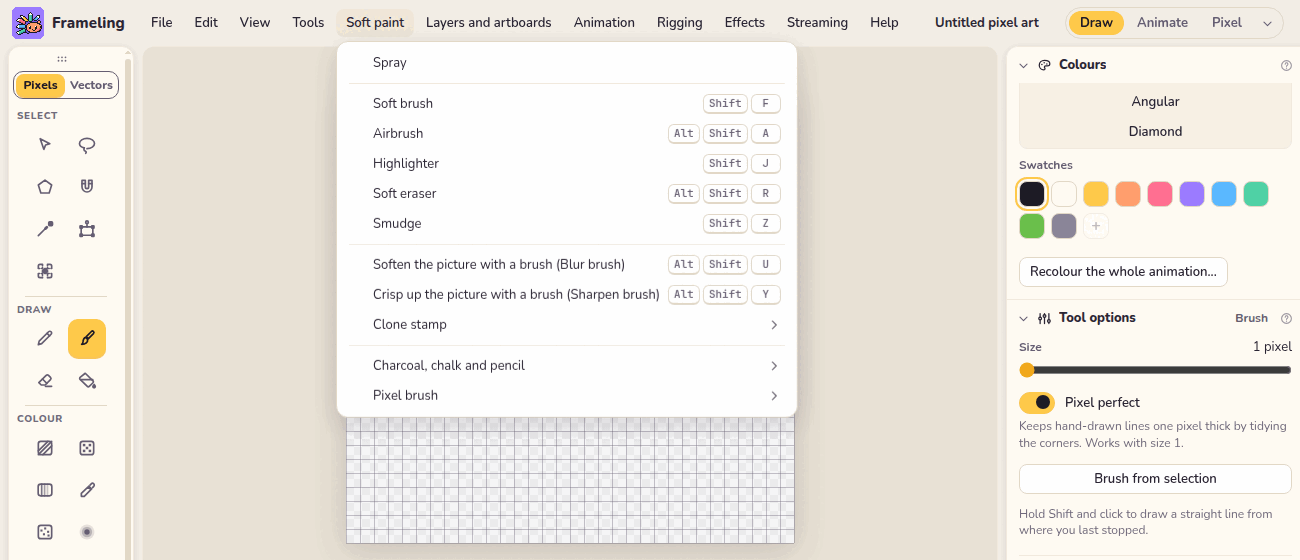 Frameling
File Edit View Tools Soft paint Layers and artboards Animation Rigging Effects Streaming Help
Untitled pixel art
Draw Animate Pixel
Pixels Vectors
SELECT
DRAW
COLOUR
Spray
Soft brush Shift F
Airbrush Alt Shift A
Highlighter Shift J
Soft eraser Alt Shift R
Smudge Shift Z
Soften the picture with a brush (Blur brush) Alt Shift U
Crisp up the picture with a brush (Sharpen brush) Alt Shift Y
Clone stamp
Charcoal, chalk and pencil
Pixel brush
Colours
Angular
Diamond
Swatches
+
Recolour the whole animation...
Tool options Brush
Size 1 pixel
Pixel perfect
Keeps hand-drawn lines one pixel thick by tidying
the corners. Works with size 1.
Brush from selection
Hold Shift and click to draw a straight line from
where you last stopped.